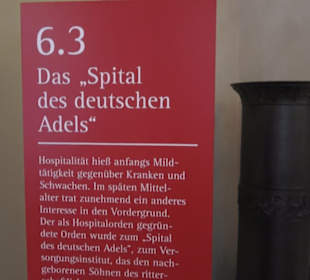 6.3
Das „Spital
des deutschen
Adels“
Hospitalität hieß anfangs Mild-
tätigkeit gegenüber Kranken und
Schwachen. Im späten Mittel-
alter trat zunehmend ein anderes
Interesse in den Vordergrund.
Der als Hospitalorden gegrün-
dete Orden wurde zum „Spital
des deutschen Adels“, zum Ver-
sorgungsinstitut, das den nach-
geborenen Söhnen des ritter-